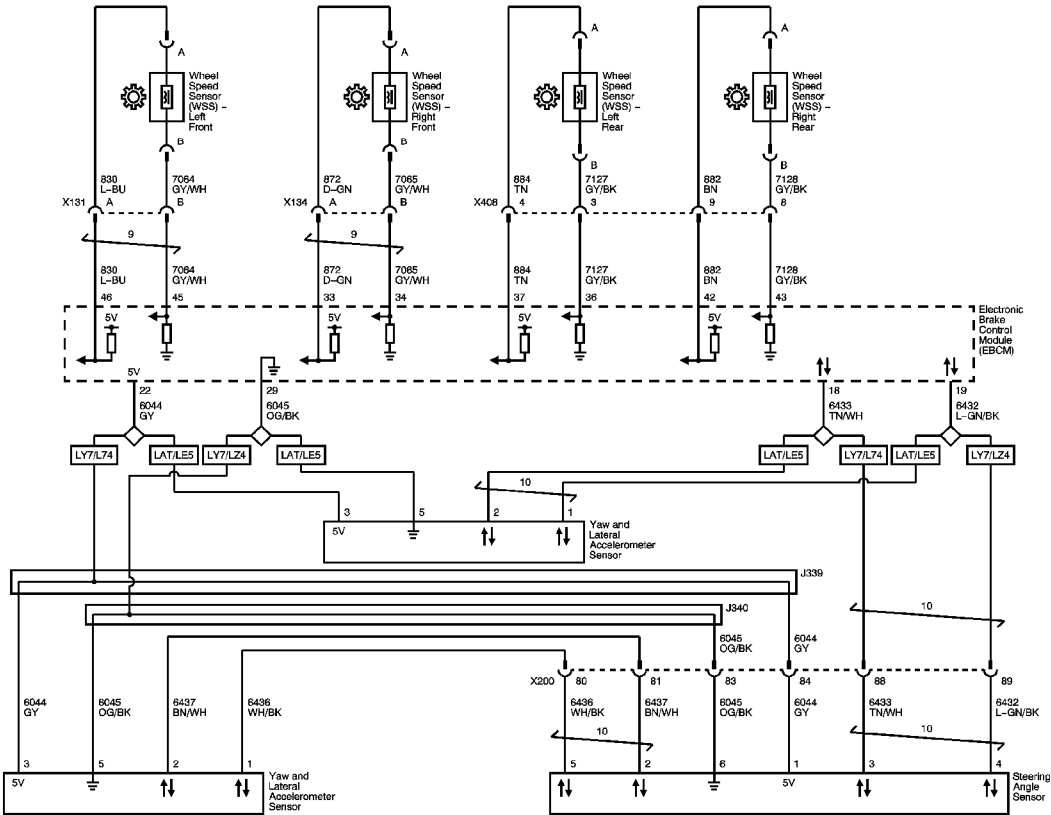 A
A
A
A
Wheel
Speed
Sensor
(WSS) –
Left
Front
Wheel
Speed
Sensor
(WSS) –
Right
Front
Wheel
Speed
Sensor
(WSS) –
Left
Rear
Wheel
Speed
Sensor
(WSS) –
Right
Rear
B
B
B
B
830
L-BU
7064
GY/WH
872
D-GN
7065
GY/WH
884
TN
7127
GY/BK
882
BN
7128
GY/BK
X131 A B
X134 A B
X408 4 3 9 8
9
9
830
L-BU
7064
GY/WH
872
D-GN
7065
GY/WH
884
TN
7127
GY/BK
882
BN
7128
GY/BK
46 45 33 34 37 36 42 43
5V
5V
5V
5V
Electronic
Brake
Control
Module
(EBCM)
5V
22 29 18 19
6044
GY
6045
OG/BK
6433
TN/WH
6432
L-GN/BK
LY7/L74
LAT/LE5
LY7/LZ4
LAT/LE5
LAT/LE5
LY7/L74
LAT/LE5
LY7/LZ4
10
3 5 2 1
5V
Yaw and
Lateral
Accelerometer
Sensor
J339
J340
10
6045
OG/BK
6044
GY
X200 80 81 83 84 88 89
6044
GY
6045
OG/BK
6437
BN/WH
6436
WH/BK
6436
WH/BK
6437
BN/WH
6045
OG/BK
6044
GY
6433
TN/WH
6432
L-GN/BK
10
10
3 5 2 1
5V
Yaw and
Lateral
Accelerometer
Sensor
5 2 6 1 3 4
5V
Steering
Angle
Sensor